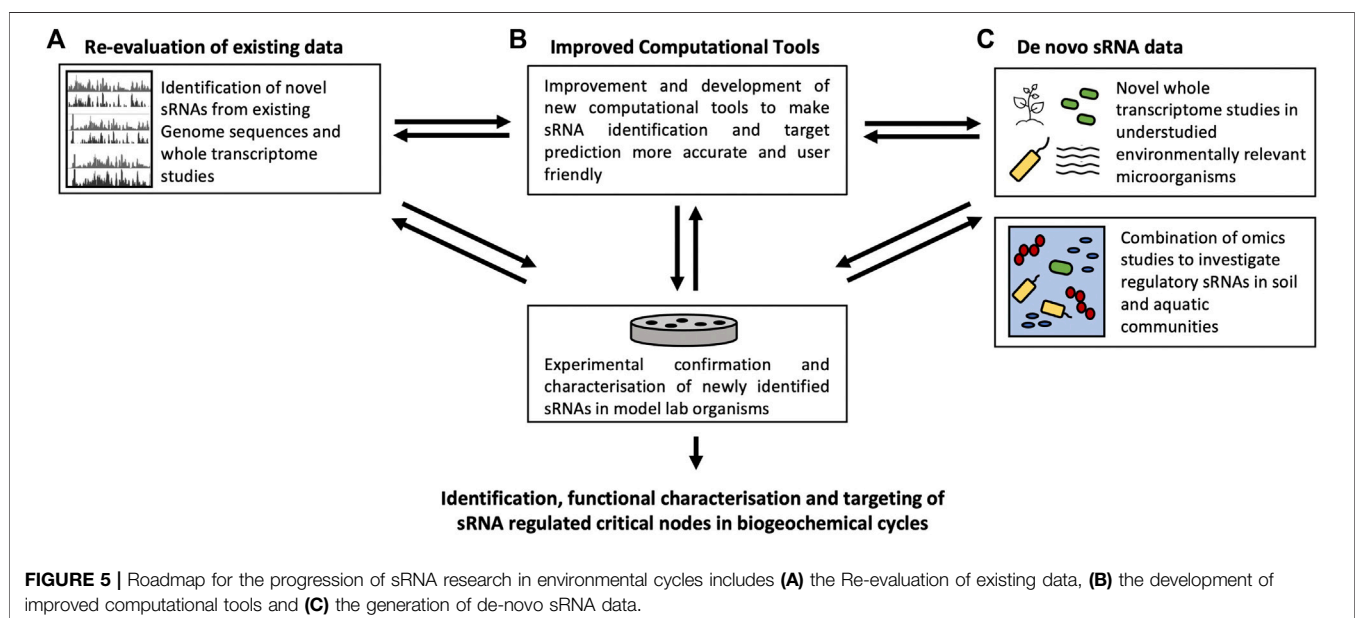 A Re-evaluation of existing data
Identification of novel
sRNAs from existing
Genome sequences and
whole transcriptome
studies
B Improved Computational Tools
Improvement and development of
new computational tools to make
sRNA identification and target
prediction more accurate and user
friendly
C De novo sRNA data
Novel whole
transcriptome studies in
understudied
environmentally relevant
microorganisms
Combination of omics
studies to investigate
regulatory sRNAs in soil
and aquatic
communities
Experimental confirmation and
characterisation of newly identified
sRNAs in model lab organisms
Identification, functional characterisation and targeting of
sRNA regulated critical nodes in biogeochemical cycles
FIGURE 5 | Roadmap for the progression of sRNA research in environmental cycles includes (A) the Re-evaluation of existing data, (B) the development of
improved computational tools and (C) the generation of de-novo sRNA data.